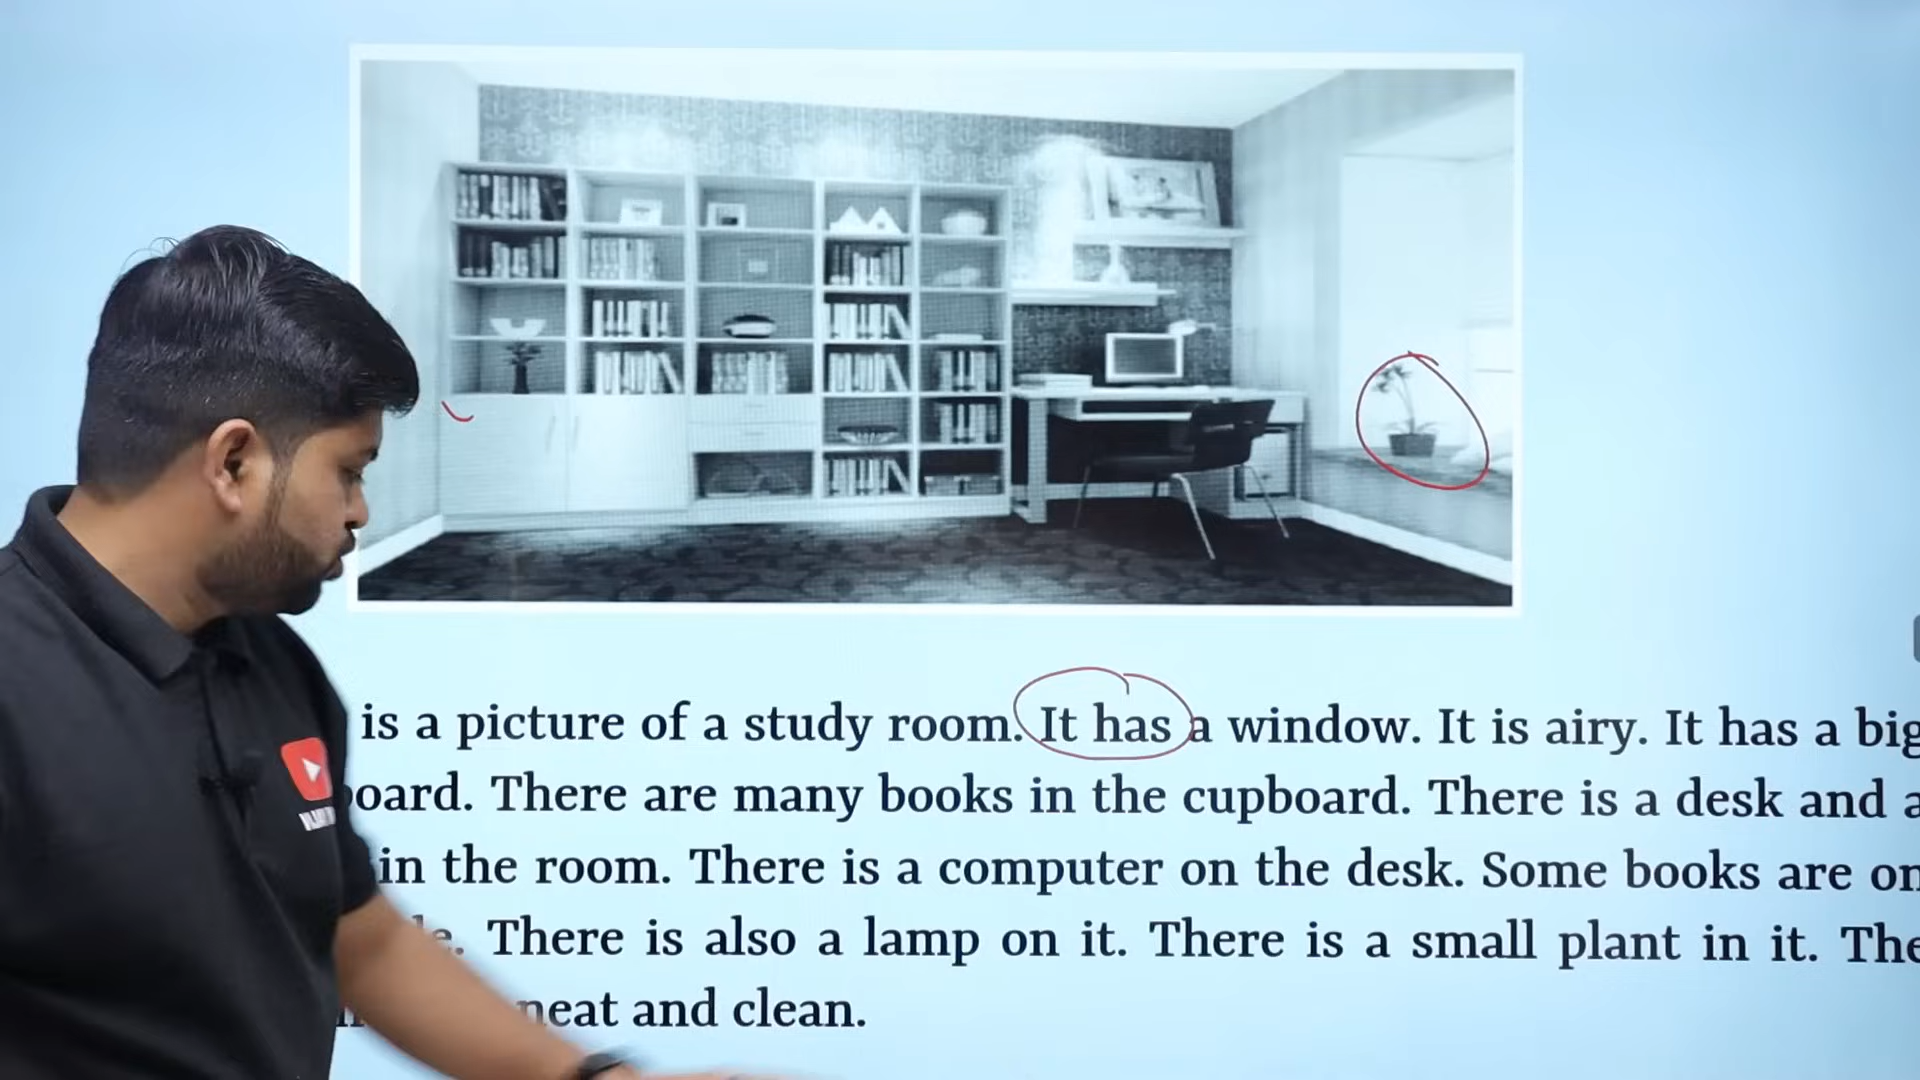 is a picture of a study room. It has a window. It is airy. It has a big
board. There are many books in the cupboard. There is a desk and a
in the room. There is a computer on the desk. Some books are on
There is also a lamp on it. There is a small plant in it. The
neat and clean.